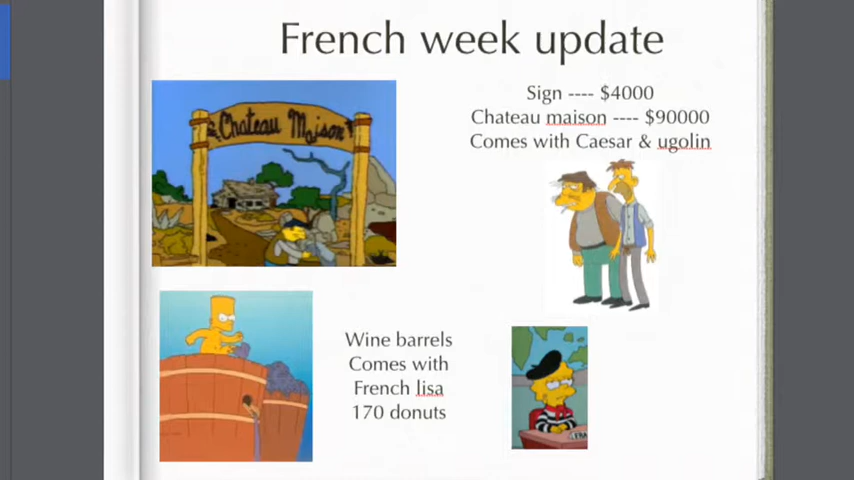 French week update
Chateau Maison
Sign ---- $4000
Chateau maison ---- $90000
Comes with Caesar & ugolin
Wine barrels
Comes with
French lisa
170 donuts